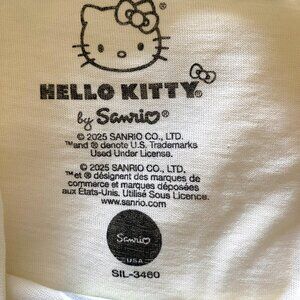 HELLO KITTY®
by Sanrio®
© 2025 SANRIO CO., LTD.
™and ® denote U.S. Trademarks
Used Under License.
© 2025 SANRIO CO., LTD.
™et ® désignent des marques de
commerce et marques déposées
aux États-Unis. Utilisé Sous Licence.
www.sanrio.com
Sanrio
USA
SIL-3460